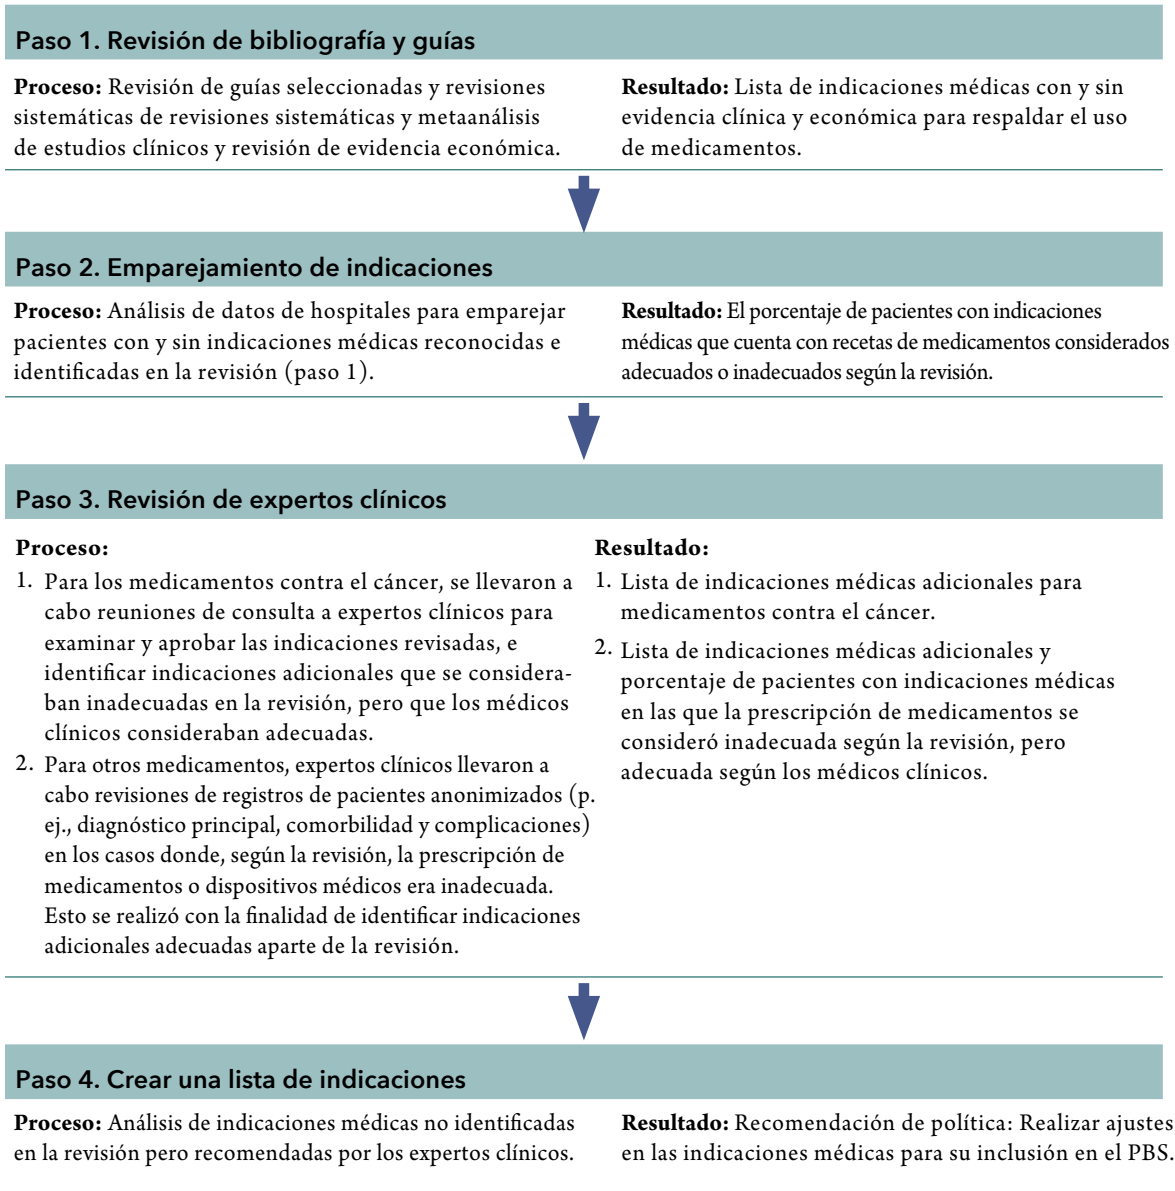 Paso 1. Revisión de bibliografía y guías
Proceso: Revisión de guías seleccionadas y revisiones
sistemáticas de revisiones sistemáticas y metaanálisis
de estudios clínicos y revisión de evidencia económica.
Resultado: Lista de indicaciones médicas con y sin
evidencia clínica y económica para respaldar el uso
de medicamentos.
Paso 2. Emparejamiento de indicaciones
Proceso: Análisis de datos de hospitales para emparejar
pacientes con y sin indicaciones médicas reconocidas e
identificadas en la revisión (paso 1).
Resultado: El porcentaje de pacientes con indicaciones
médicas que cuenta con recetas de medicamentos considerados
adecuados o inadecuados según la revisión.
Paso 3. Revisión de expertos clínicos
Proceso:
1. Para los medicamentos contra el cáncer, se llevaron a
cabo reuniones de consulta a expertos clínicos para
examinar y aprobar las indicaciones revisadas, e
identificar indicaciones adicionales que se considera-
ban inadecuadas en la revisión, pero que los médicos
clínicos consideraban adecuadas.
2. Para otros medicamentos, expertos clínicos llevaron a
cabo revisiones de registros de pacientes anonimizados (p.
ej., diagnóstico principal, comorbilidad y complicaciones)
en los casos donde, según la revisión, la prescripción de
medicamentos o dispositivos médicos era inadecuada.
Esto se realizó con la finalidad de identificar indicaciones
adicionales adecuadas aparte de la revisión.
Resultado:
1. Lista de indicaciones médicas adicionales para
medicamentos contra el cáncer.
2. Lista de indicaciones médicas adicionales y
porcentaje de pacientes con indicaciones médicas
en las que la prescripción de medicamentos se
consideró inadecuada según la revisión, pero
adecuada según los médicos clínicos.
Paso 4. Crear una lista de indicaciones
Proceso: Análisis de indicaciones médicas no identificadas
en la revisión pero recomendadas por los expertos clínicos.
Resultado: Recomendación de política: Realizar ajustes
en las indicaciones médicas para su inclusión en el PBS.